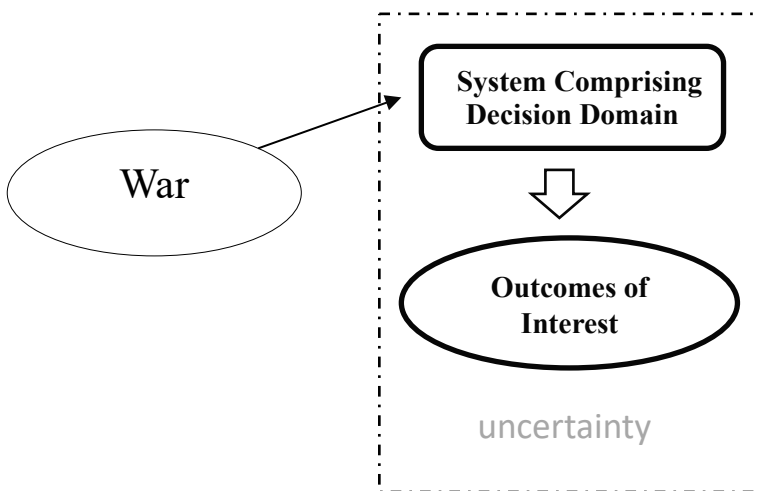 System Comprising
Decision Domain
War
Outcomes of
Interest
uncertainty